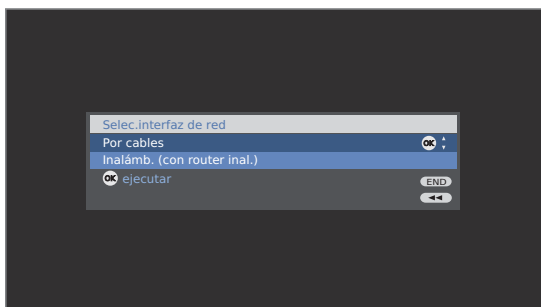 Selec.interfaz de red
Por cables OK
Inalámb. (con router inal.)
OK ejecutar
END